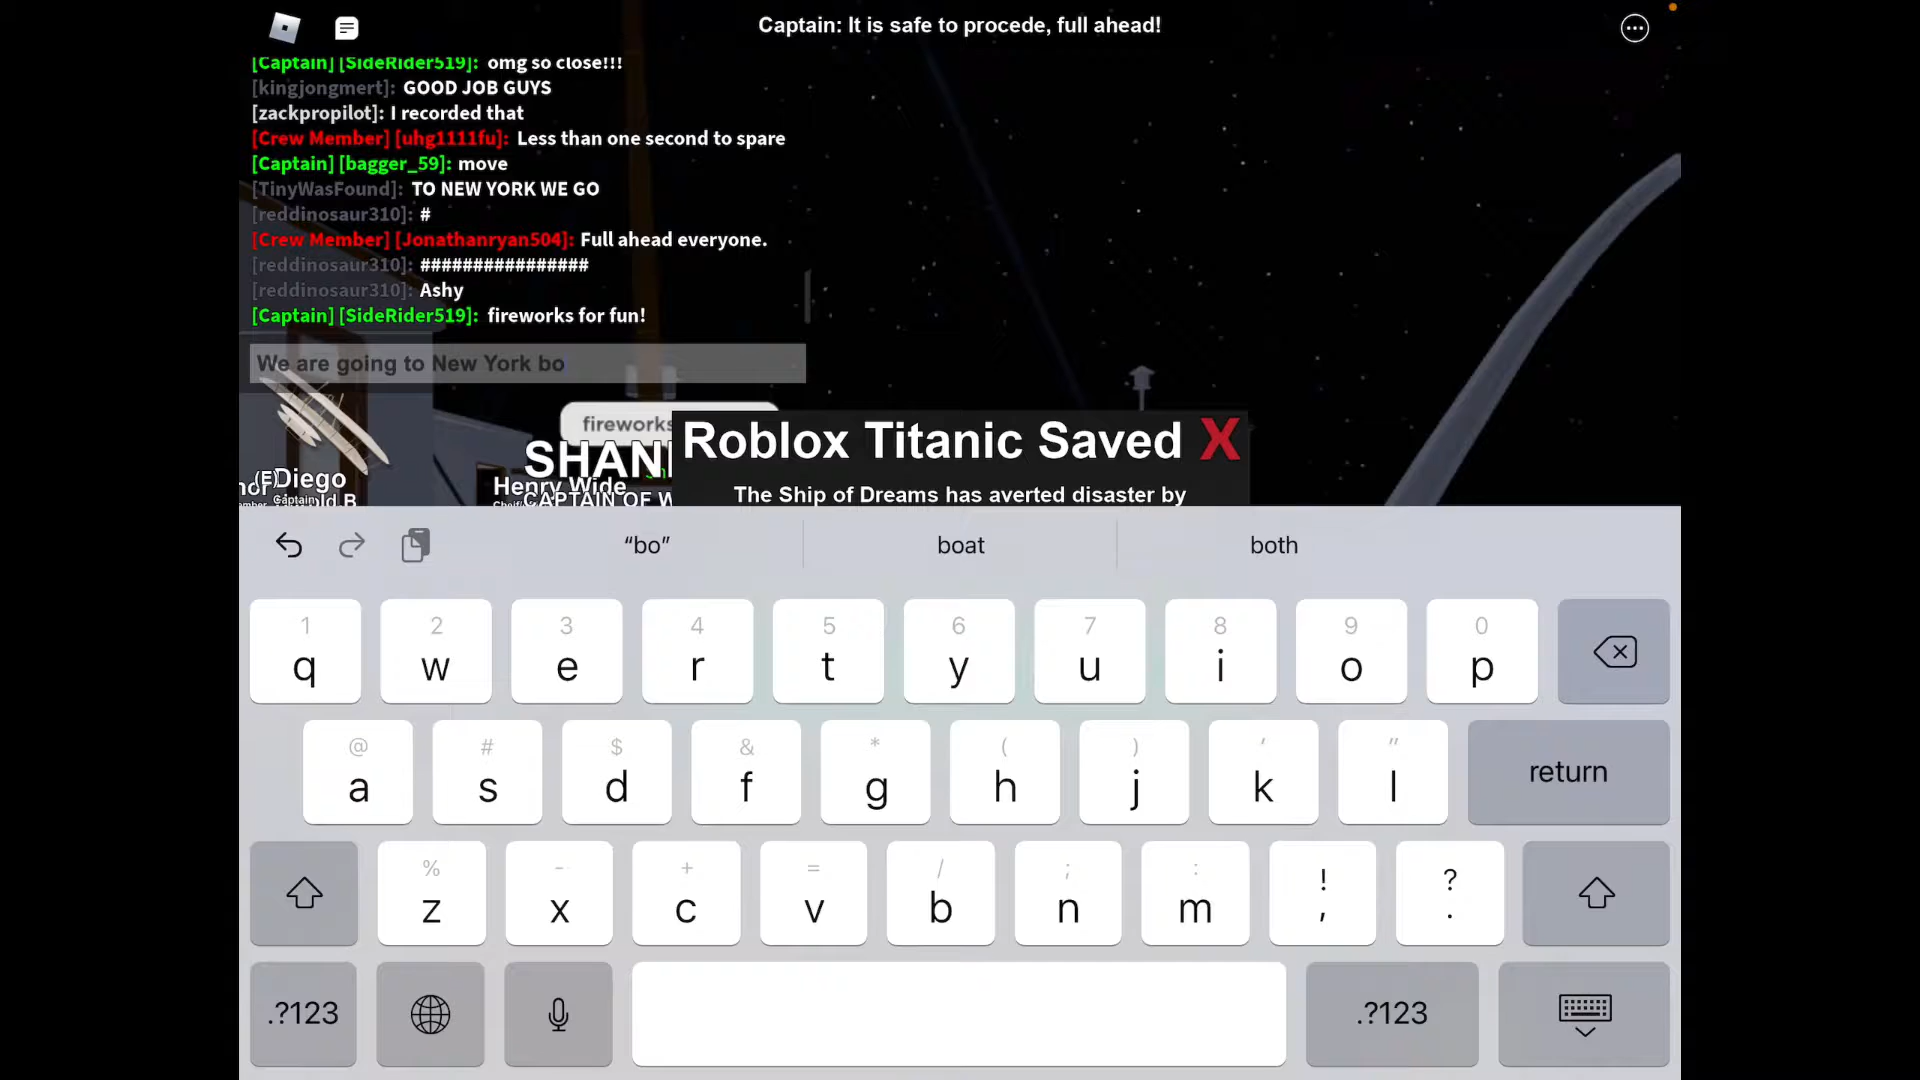 Captain: It is safe to procede, full ahead!
[Captain] [SideRider519]: omg so close!!!
[kingjongmert]: GOOD JOB GUYS
[zackpropilot]: I recorded that
[Crew Member] [uhg1111fu]: Less than one second to spare
[Captain] [bagger_59]: move
[TinyWasFound]: TO NEW YORK WE GO
[reddinosaur310]: #
[Crew Member] [Jonathanryan504]: Full ahead everyone.
[reddinosaur310]: ################
[reddinosaur310]: Ashy
[Captain] [SideRider519]: fireworks for fun!
We are going to New York bo
fireworks
SHAN
Roblox Titanic Saved X
(E)Diego
Captain
Henry Wide
CAPTAIN OF W
The Ship of Dreams has averted disaster by
“bo” boat both
1 2 3 4 5 6 7 8 9 0
q w e r t y u i o p
@ # $ & * ( ) ' "
a s d f g h j k l return
% - + = / ; : ! ?
z x c v b n m , .
.?123 .?123